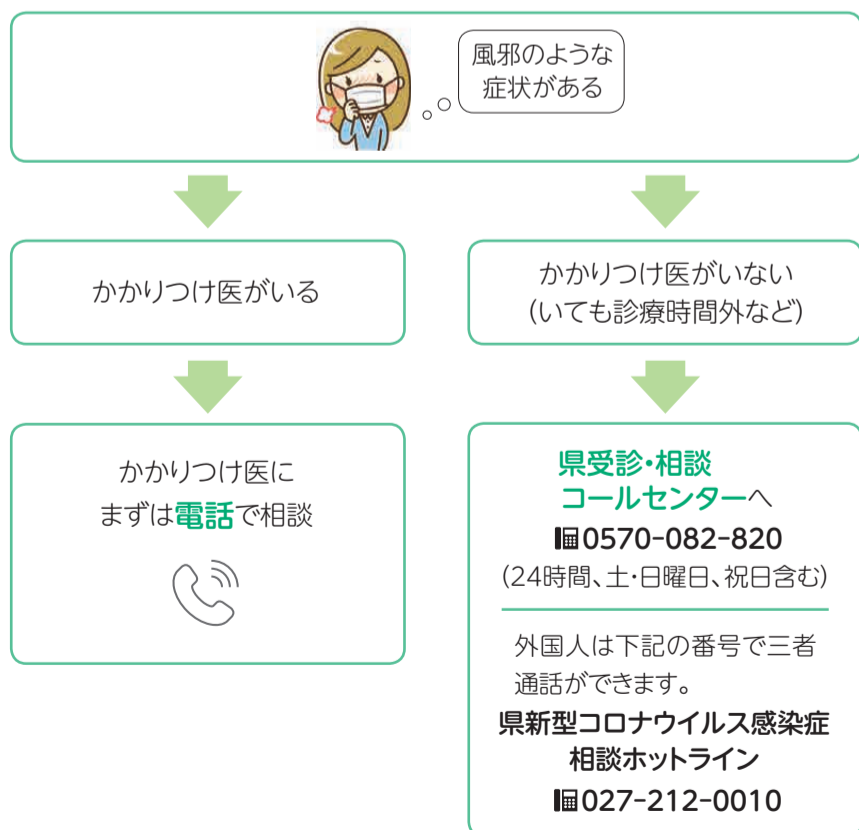 風邪のような
症状がある
かかりつけ医がいる
かかりつけ医がいない
(いても診療時間外など)
かかりつけ医に
まずは電話で相談
県受診・相談
コールセンターへ
0570-082-820
(24時間、土・日曜日、祝日含む)
外国人は下記の番号で三者
通話ができます。
県新型コロナウイルス感染症
相談ホットライン
027-212-0010